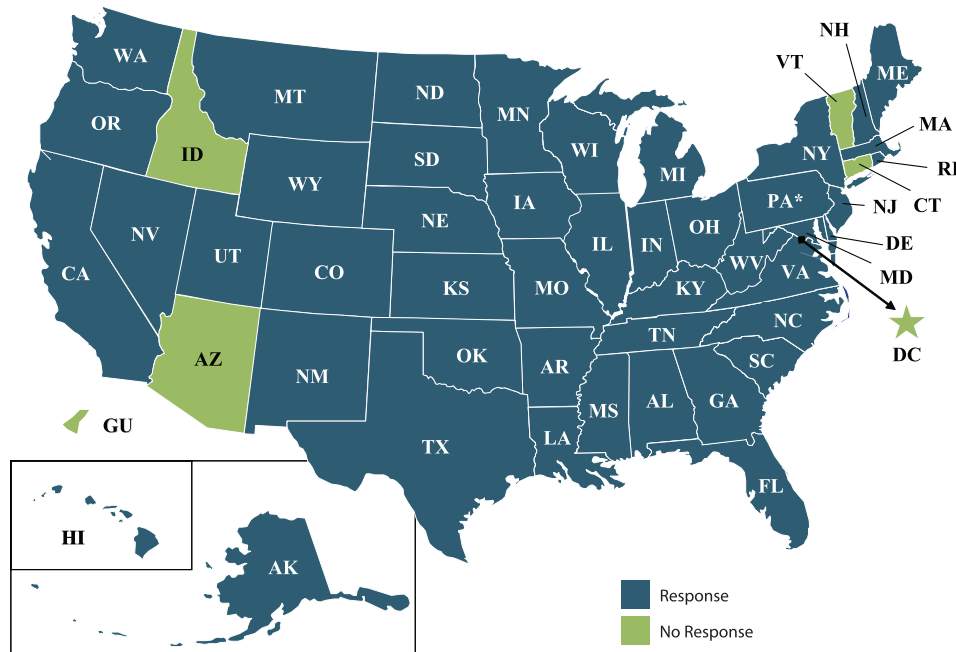 NH
VT
WA
ME
MT
ND
MN
OR
MA
ID
WI
NY
SD
RI
WY
MI
PA*
IA
NE
NJ
CT
OH
NV
IL
IN
DE
UT
WV
CA
CO
VA
MD
KS
MO
KY
NC
TN
OK
DC
AZ
SC
AR
NM
MS
AL
GA
GU
LA
TX
FL
HI
AK
Response
No Response